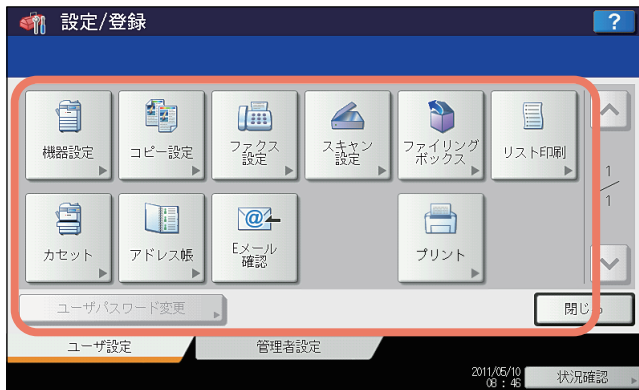 設定/登録
?
機器設定
コピー設定
ファクス
設定
スキャン
設定
ファイリング
ボックス
リスト印刷
1
1
カセット
アドレス帳
Eメール
確認
プリント
ユーザパスワード変更
閉じ
ユーザ設定
管理者設定
2011/05/10
08 : 46
状況確認